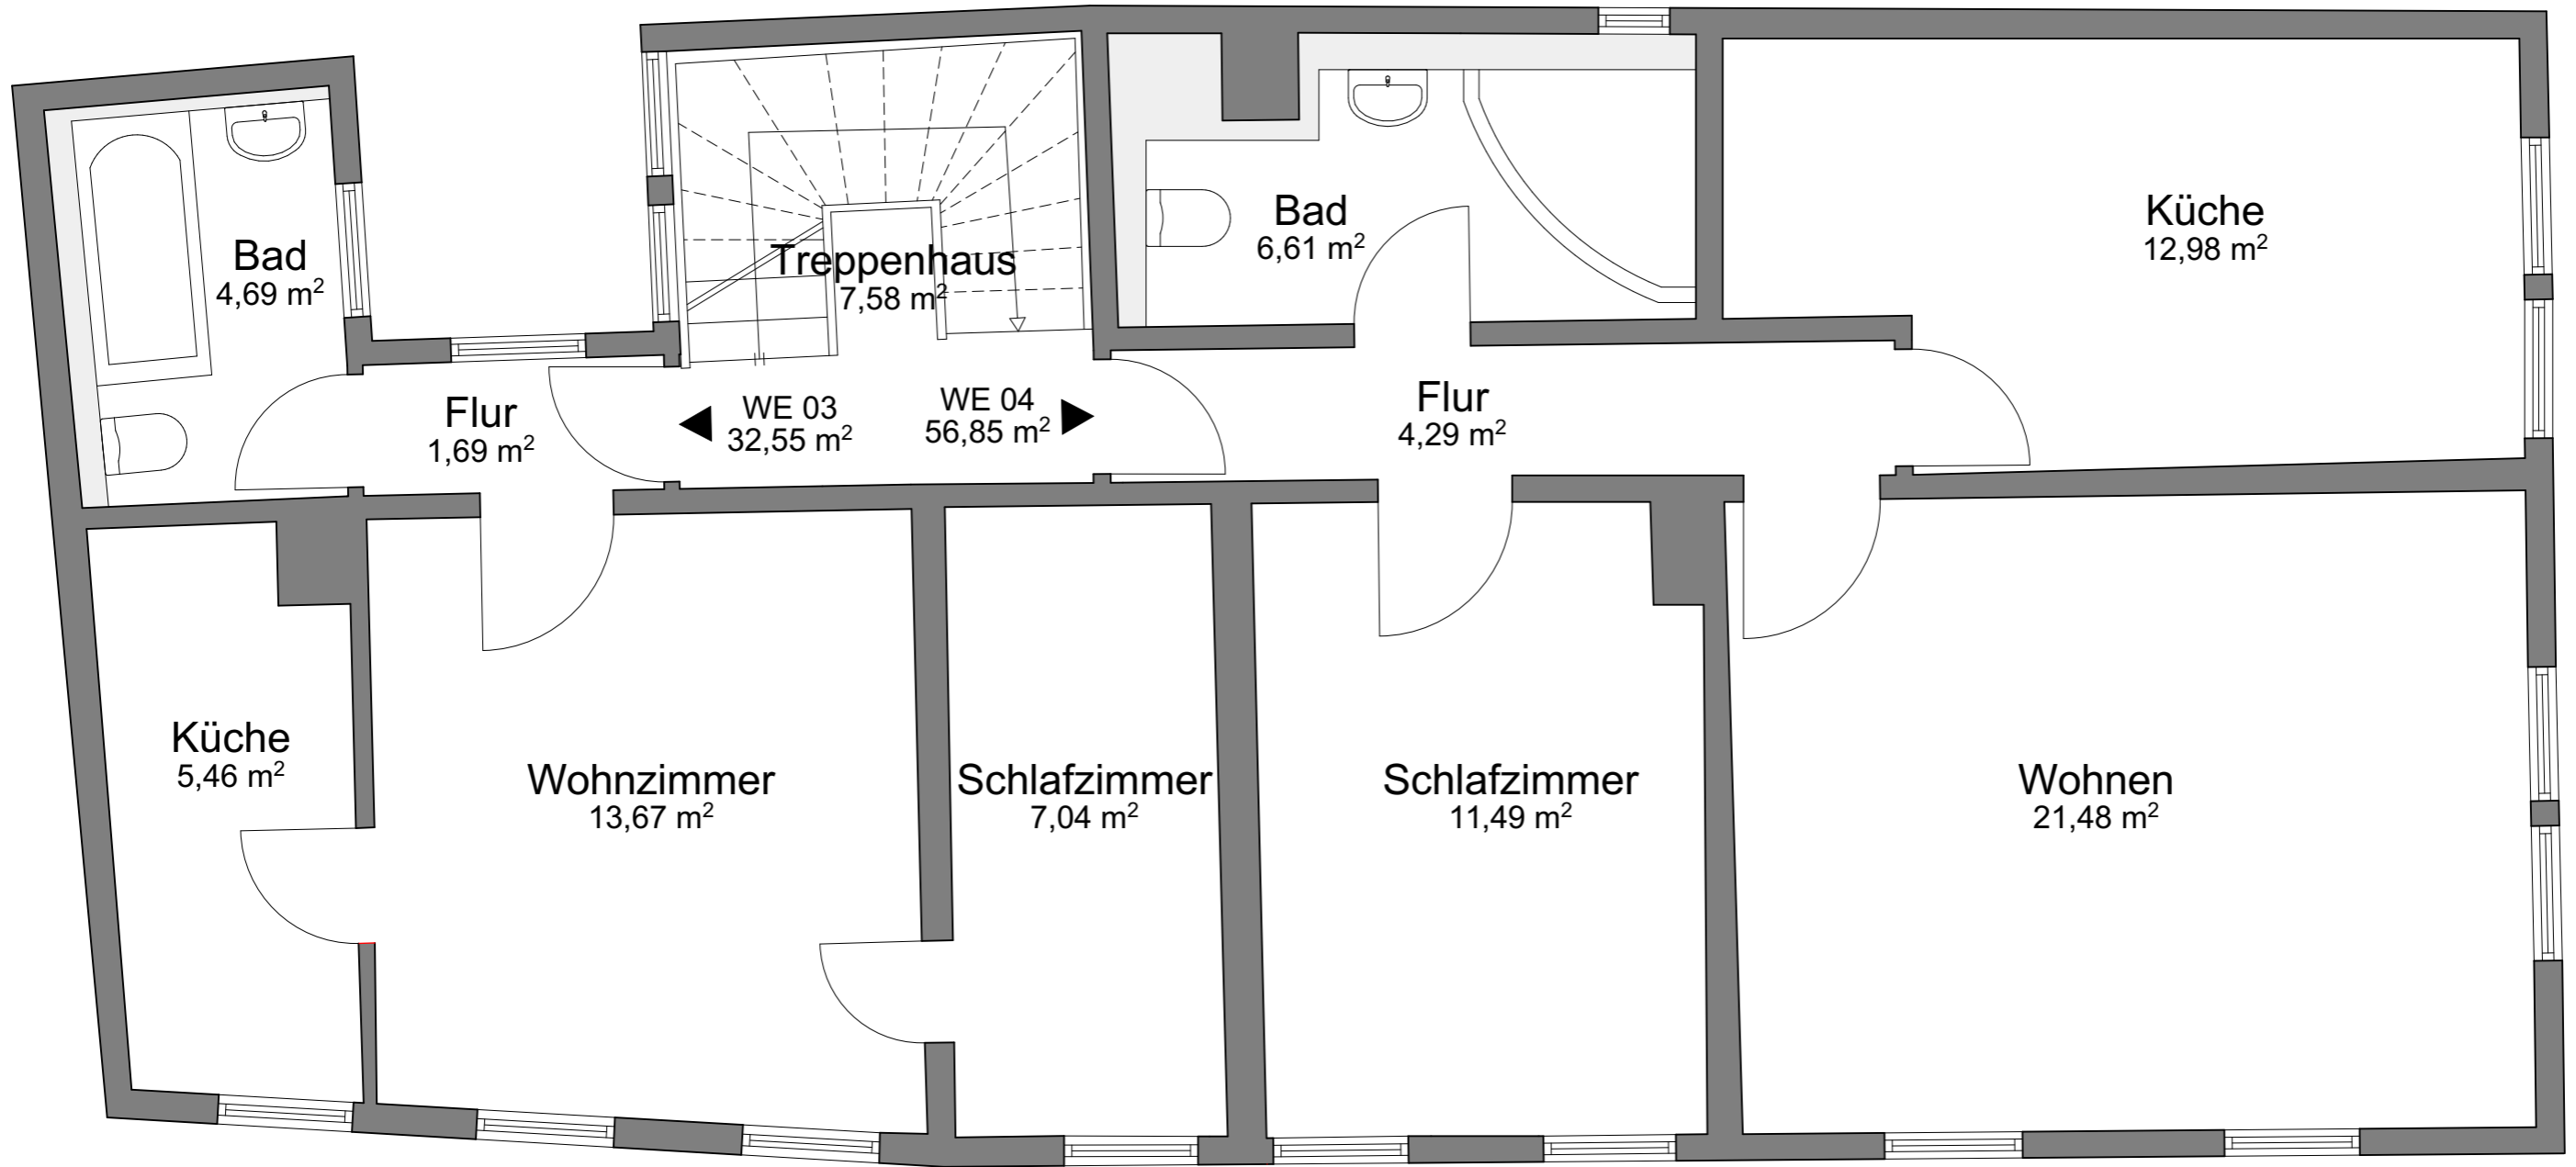 Bad
4,69 m²
Treppenhaus
7,58 m²
Bad
6,61 m²
Küche
12,98 m²
Flur
1,69 m²
WE 03
32,55 m²
WE 04
56,85 m²
Flur
4,29 m²
Küche
5,46 m²
Wohnzimmer
13,67 m²
Schlafzimmer
7,04 m²
Schlafzimmer
11,49 m²
Wohnen
21,48 m²